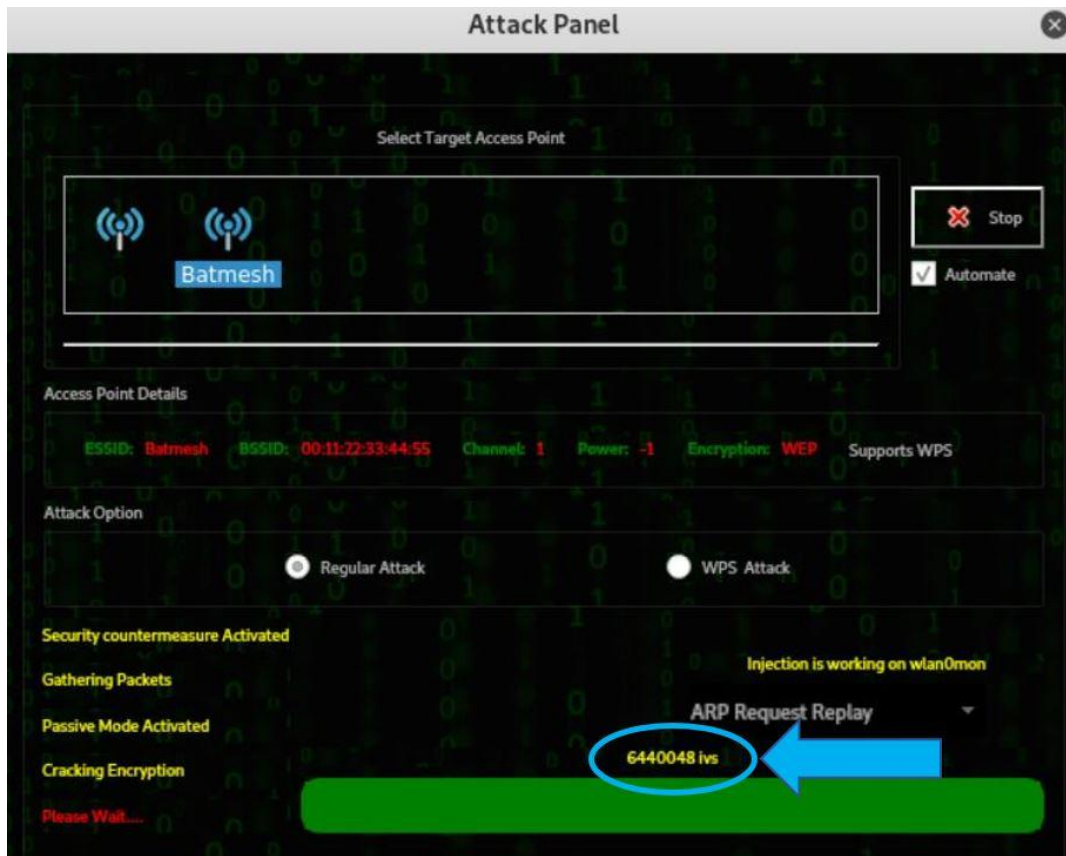 Attack Panel
Select Target Access Point
Batmesh
Stop
Automate
Access Point Details
ESSID: Batmesh BSSID: 00:11:22:33:44:55 Channel: 1 Power: -1 Encryption: WEP Supports WPS
Attack Option
Regular Attack WPS Attack
Security countermeasure Activated
Injection is working on wlan0mon
Gathering Packets
ARP Request Replay
Passive Mode Activated
6440048 ivs
Cracking Encryption
Please Wait....